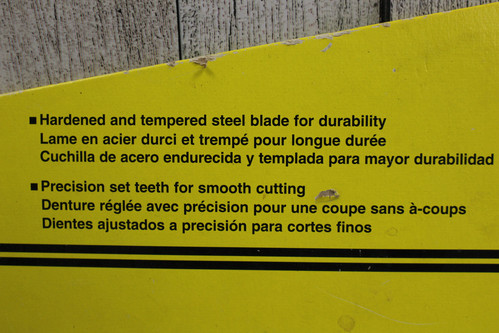 ▪ Hardened and tempered steel blade for durability
Lame en acier durci et trempé pour longue durée
Cuchilla de acero endurecida y templada para mayor durabilidad
▪ Precision set teeth for smooth cutting
Denture réglée avec précision pour une coupe sans à-coups
Dientes ajustados a precisión para cortes finos